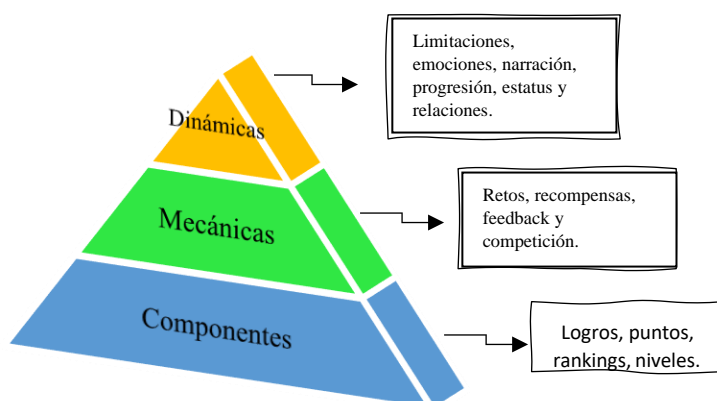 Dinámicas
Limitaciones,
emociones, narración,
progresión, estatus y
relaciones.
Mecánicas
Retos, recompensas,
feedback y
competición.
Componentes
Logros, puntos,
rankings, niveles.